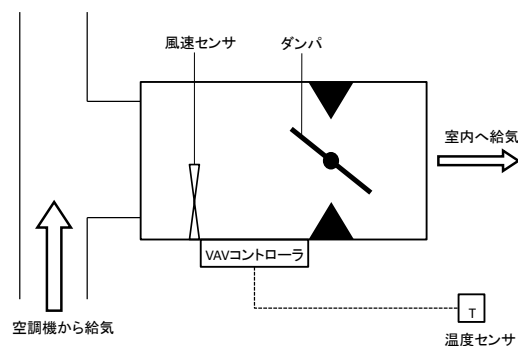 風速センサ
ダンパ
室内へ給気
VAVコントローラ
空調機から給気
T
温度センサ